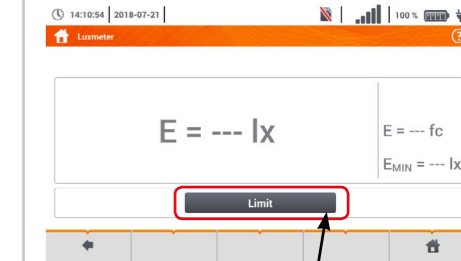 14:10:54 2018-07-21 100 %
Luxmeter ?
E = --- lx
E = --- fc
EMIN = --- lx
Limit